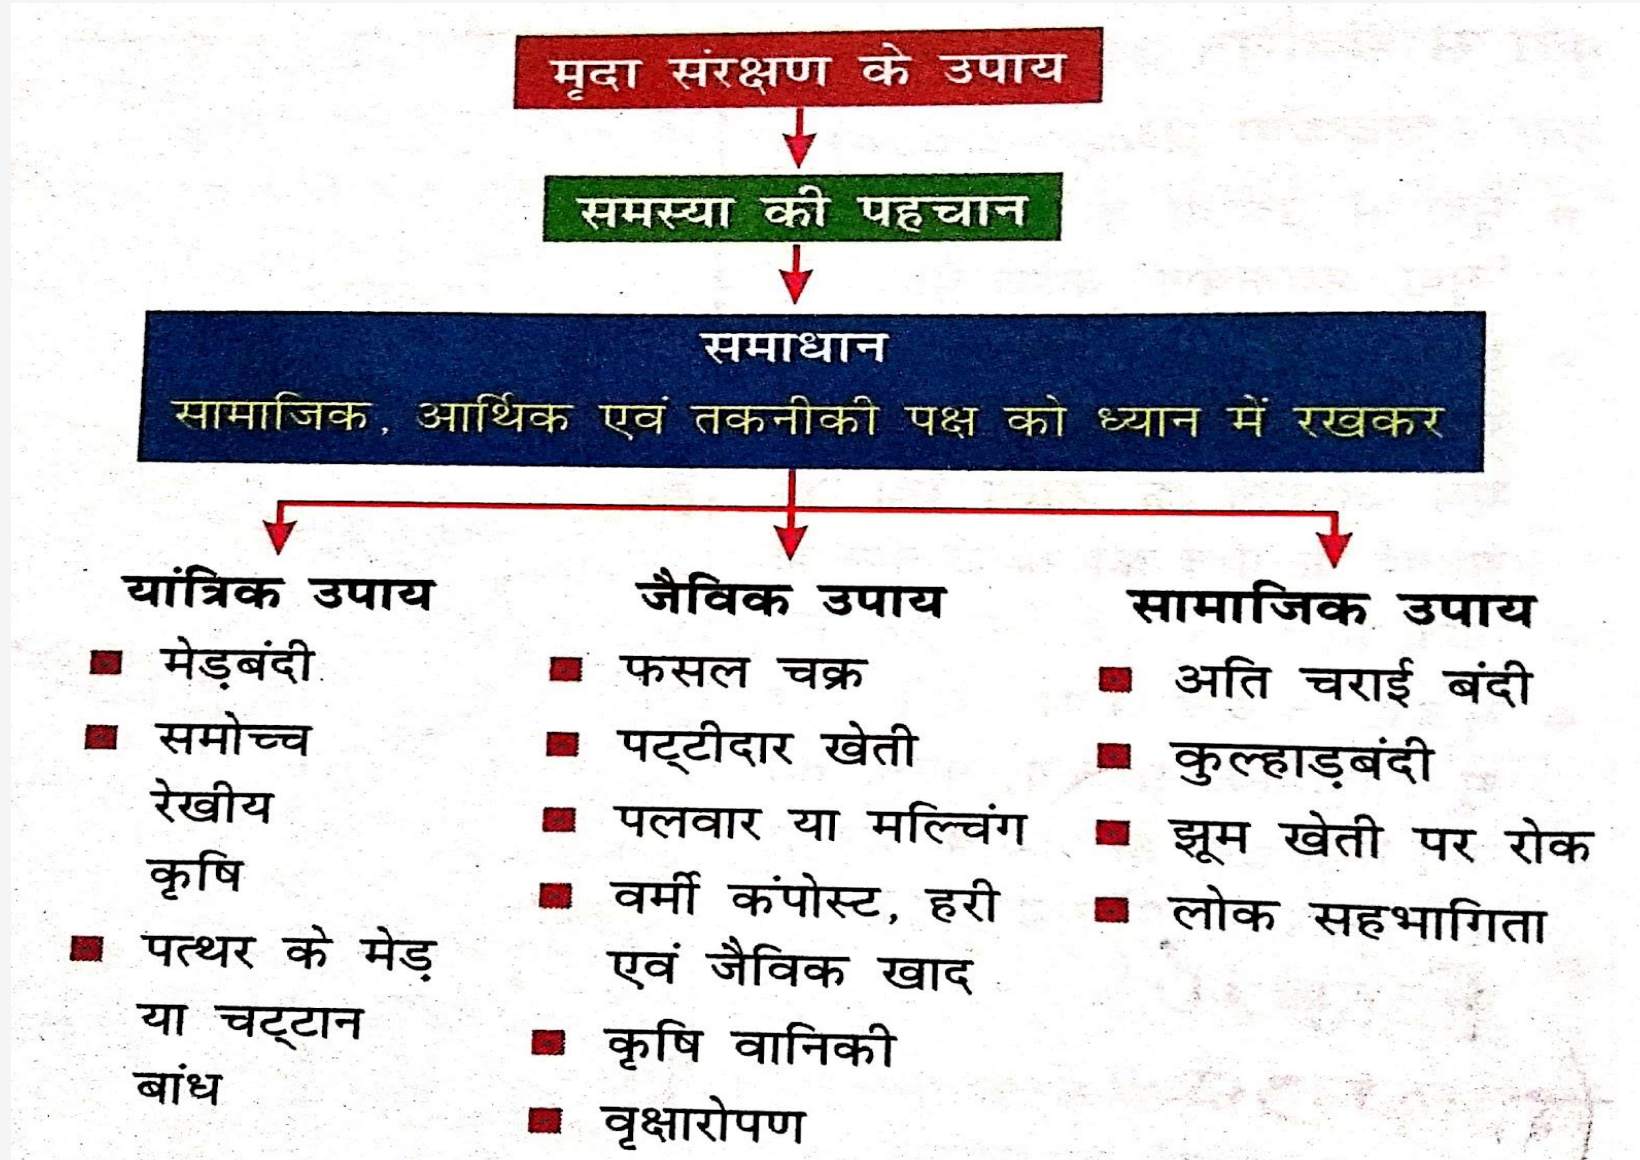 मृदा संरक्षण के उपाय
समस्या की पहचान
समाधान
सामाजिक, आर्थिक एवं तकनीकी पक्ष को ध्यान में रखकर
यांत्रिक उपाय
मेड़बंदी
समोच्च
रेखीय
कृषि
पत्थर के मेड़
या चट्टान
बांध
जैविक उपाय
फसल चक्र
पट्टीदार खेती
पलवार या मल्चिंग
वर्मी कंपोस्ट, हरी
एवं जैविक खाद
कृषि वानिकी
वृक्षारोपण
सामाजिक उपाय
अति चराई बंदी
कुल्हाड़बंदी
झूम खेती पर रोक
लोक सहभागिता